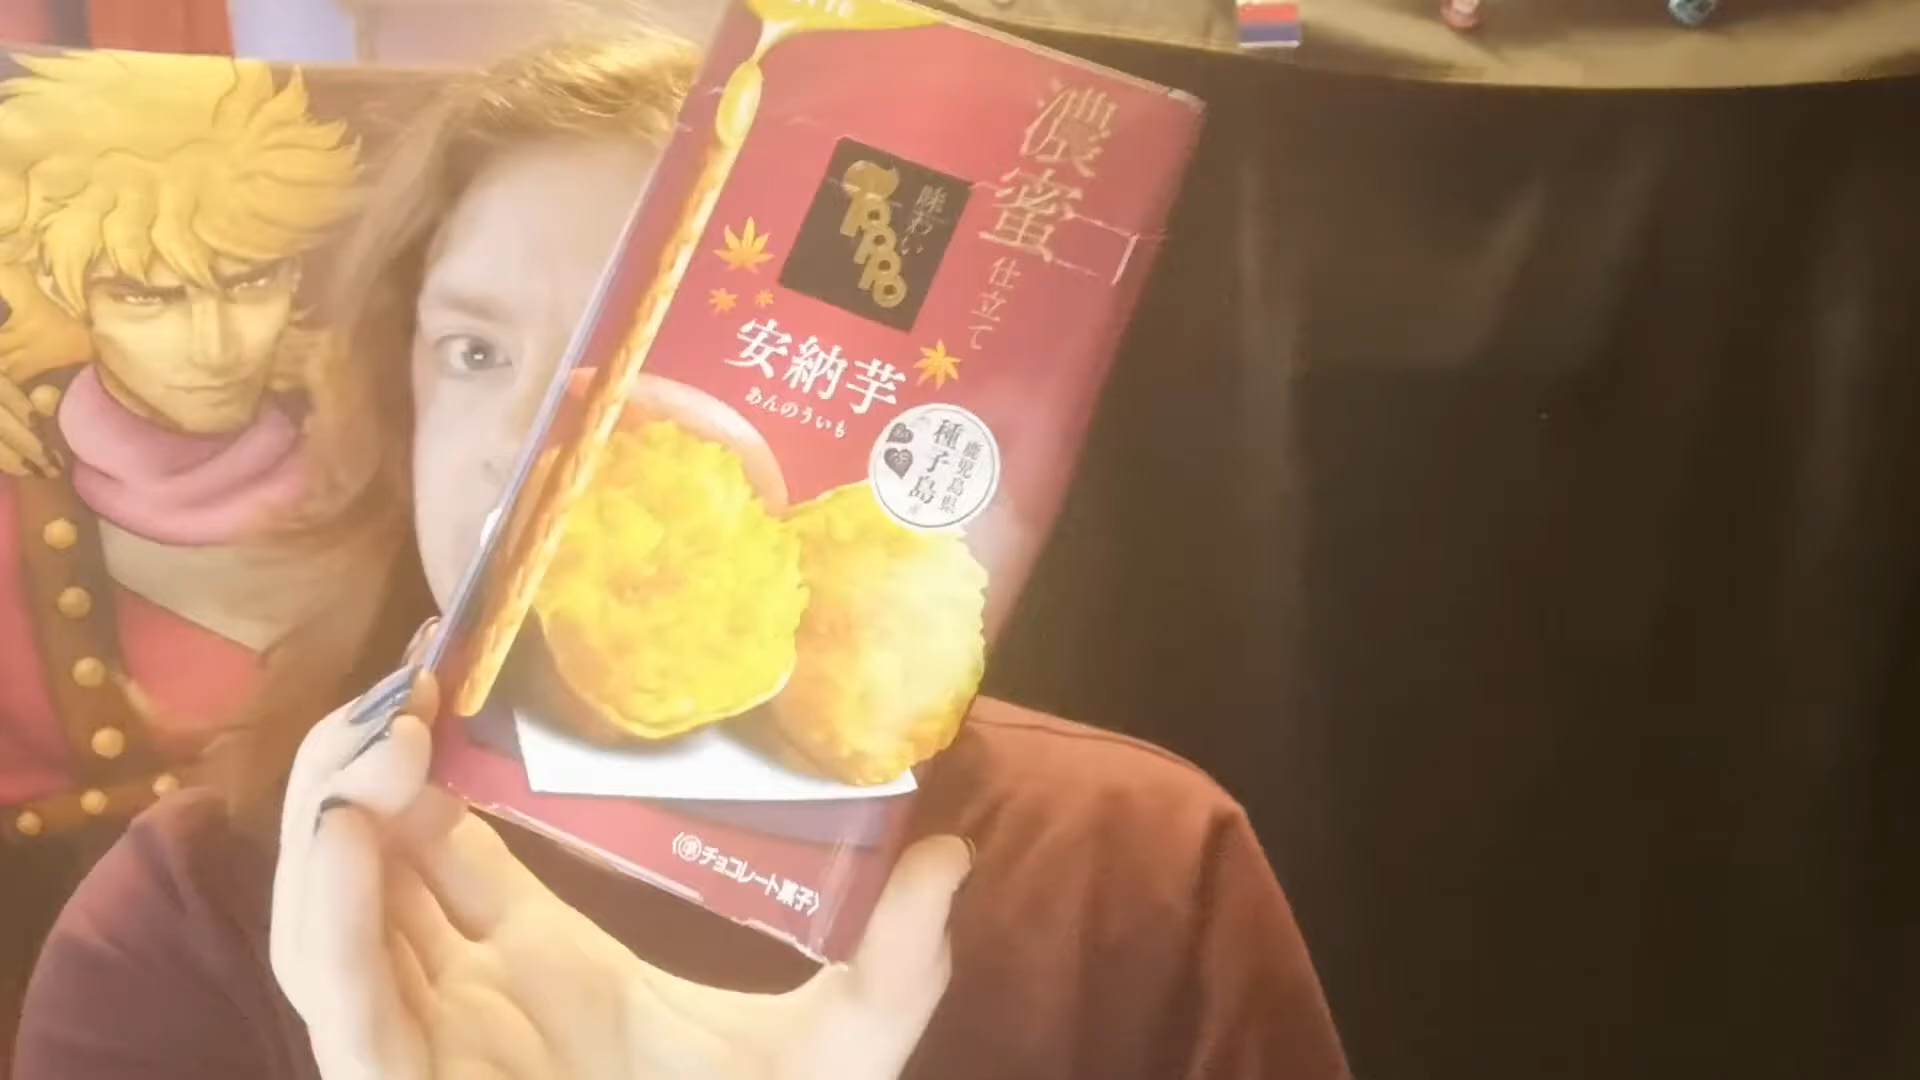 濃蜜
仕立て
味わい
TOPPO
安納芋
あんのういも
鹿児島県
種子島
チョコレート菓子